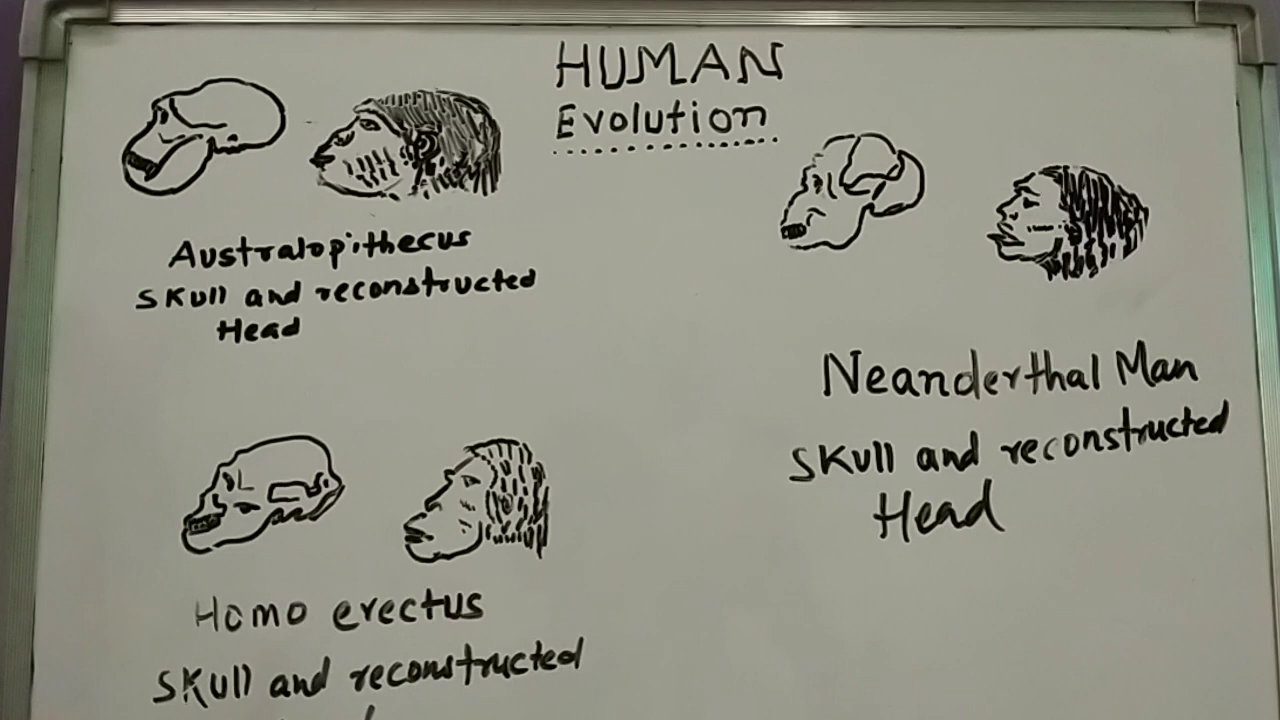 HUMAN
Evolution
Australopithecus
Skull and reconstructed
Head
Neanderthal Man
Skull and reconstructed
Head
Homo erectus
Skull and reconstructed